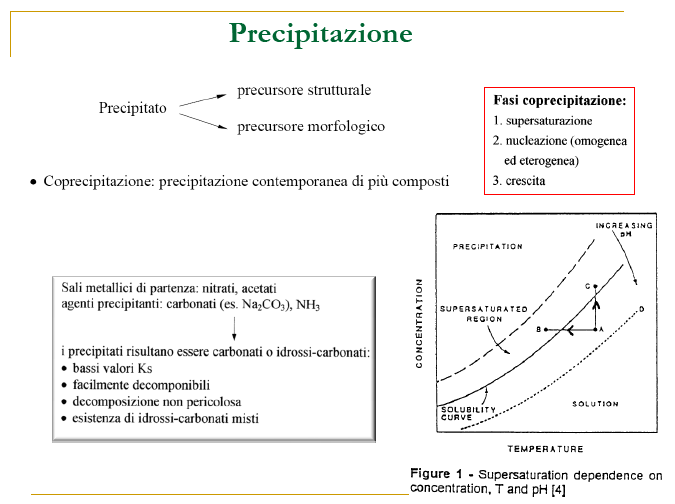 Precipitazione
Precipitato
precursore strutturale
precursore morfologico
Fasi coprecipitazione:
1. supersaturazione
2. nucleazione (omogenea
ed eterogenea)
3. crescita
• Coprecipitazione: precipitazione contemporanea di più composti
Sali metallici di partenza: nitrati, acetati
agenti precipitanti: carbonati (es. Na₂CO₃), NH₃
i precipitati risultano essere carbonati o idrossi-carbonati:
• bassi valori Ks
• facilmente decomponibili
• decomposizione non pericolosa
• esistenza di idrossi-carbonati misti
INCREASING
pH
PRECIPITATION
C
SUPERSATURATED
REGION
B
A
D
SOLUBILITY
CURVE
SOLUTION
CONCENTRATION
TEMPERATURE
Figure 1 - Supersaturation dependence on
concentration, T and pH [4]